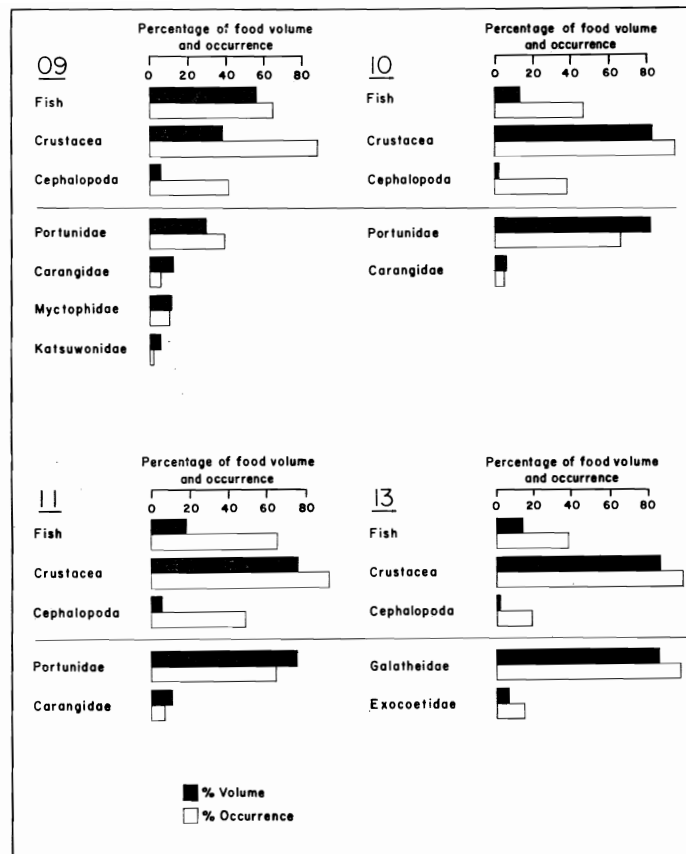 Percentage of food volume
and occurrence
09
0 20 40 60 80
Fish
Crustacea
Cephalopoda
Portunidae
Carangidae
Myctophidae
Katsuwonidae
Percentage of food volume
and occurrence
10
0 20 40 60 80
Fish
Crustacea
Cephalopoda
Portunidae
Carangidae
Percentage of food volume
and occurrence
11
0 20 40 60 80
Fish
Crustacea
Cephalopoda
Portunidae
Carangidae
Percentage of food volume
and occurrence
13
0 20 40 60 80
Fish
Crustacea
Cephalopoda
Galatheidae
Exocoetidae
% Volume
% Occurrence